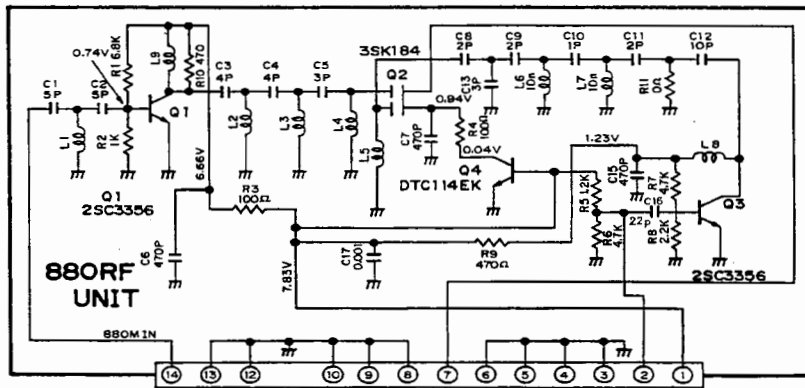 C8
2P
C9
2P
C10
1P
C11
2P
C12
10P
0.74V
R1 6.8K
L9
R10 470
C3
4P
C4
4P
C5
3P
3SK184
Q2
C13
3P
L6
10n
L7
10n
R11
0Ω
C1
5P
5P
Q1
0.94V
L1
R2
1K
L2
L3
L4
L5
C7
470P
R4
100Ω
0.04V
1.23V
L8
6.66V
Q4
DTC114EK
C15
470P
R7
4.7K
Q3
Q1
2SC3356
R3
100Ω
R5 1.2K
C16
22P
R6
4.7K
R8
2.2K
2SC3356
C6
470P
880RF
UNIT
7.83V
C17
0.001
R9
470Ω
880MIN
14
13
12
10
9
8
7
6
5
4
3
2
1